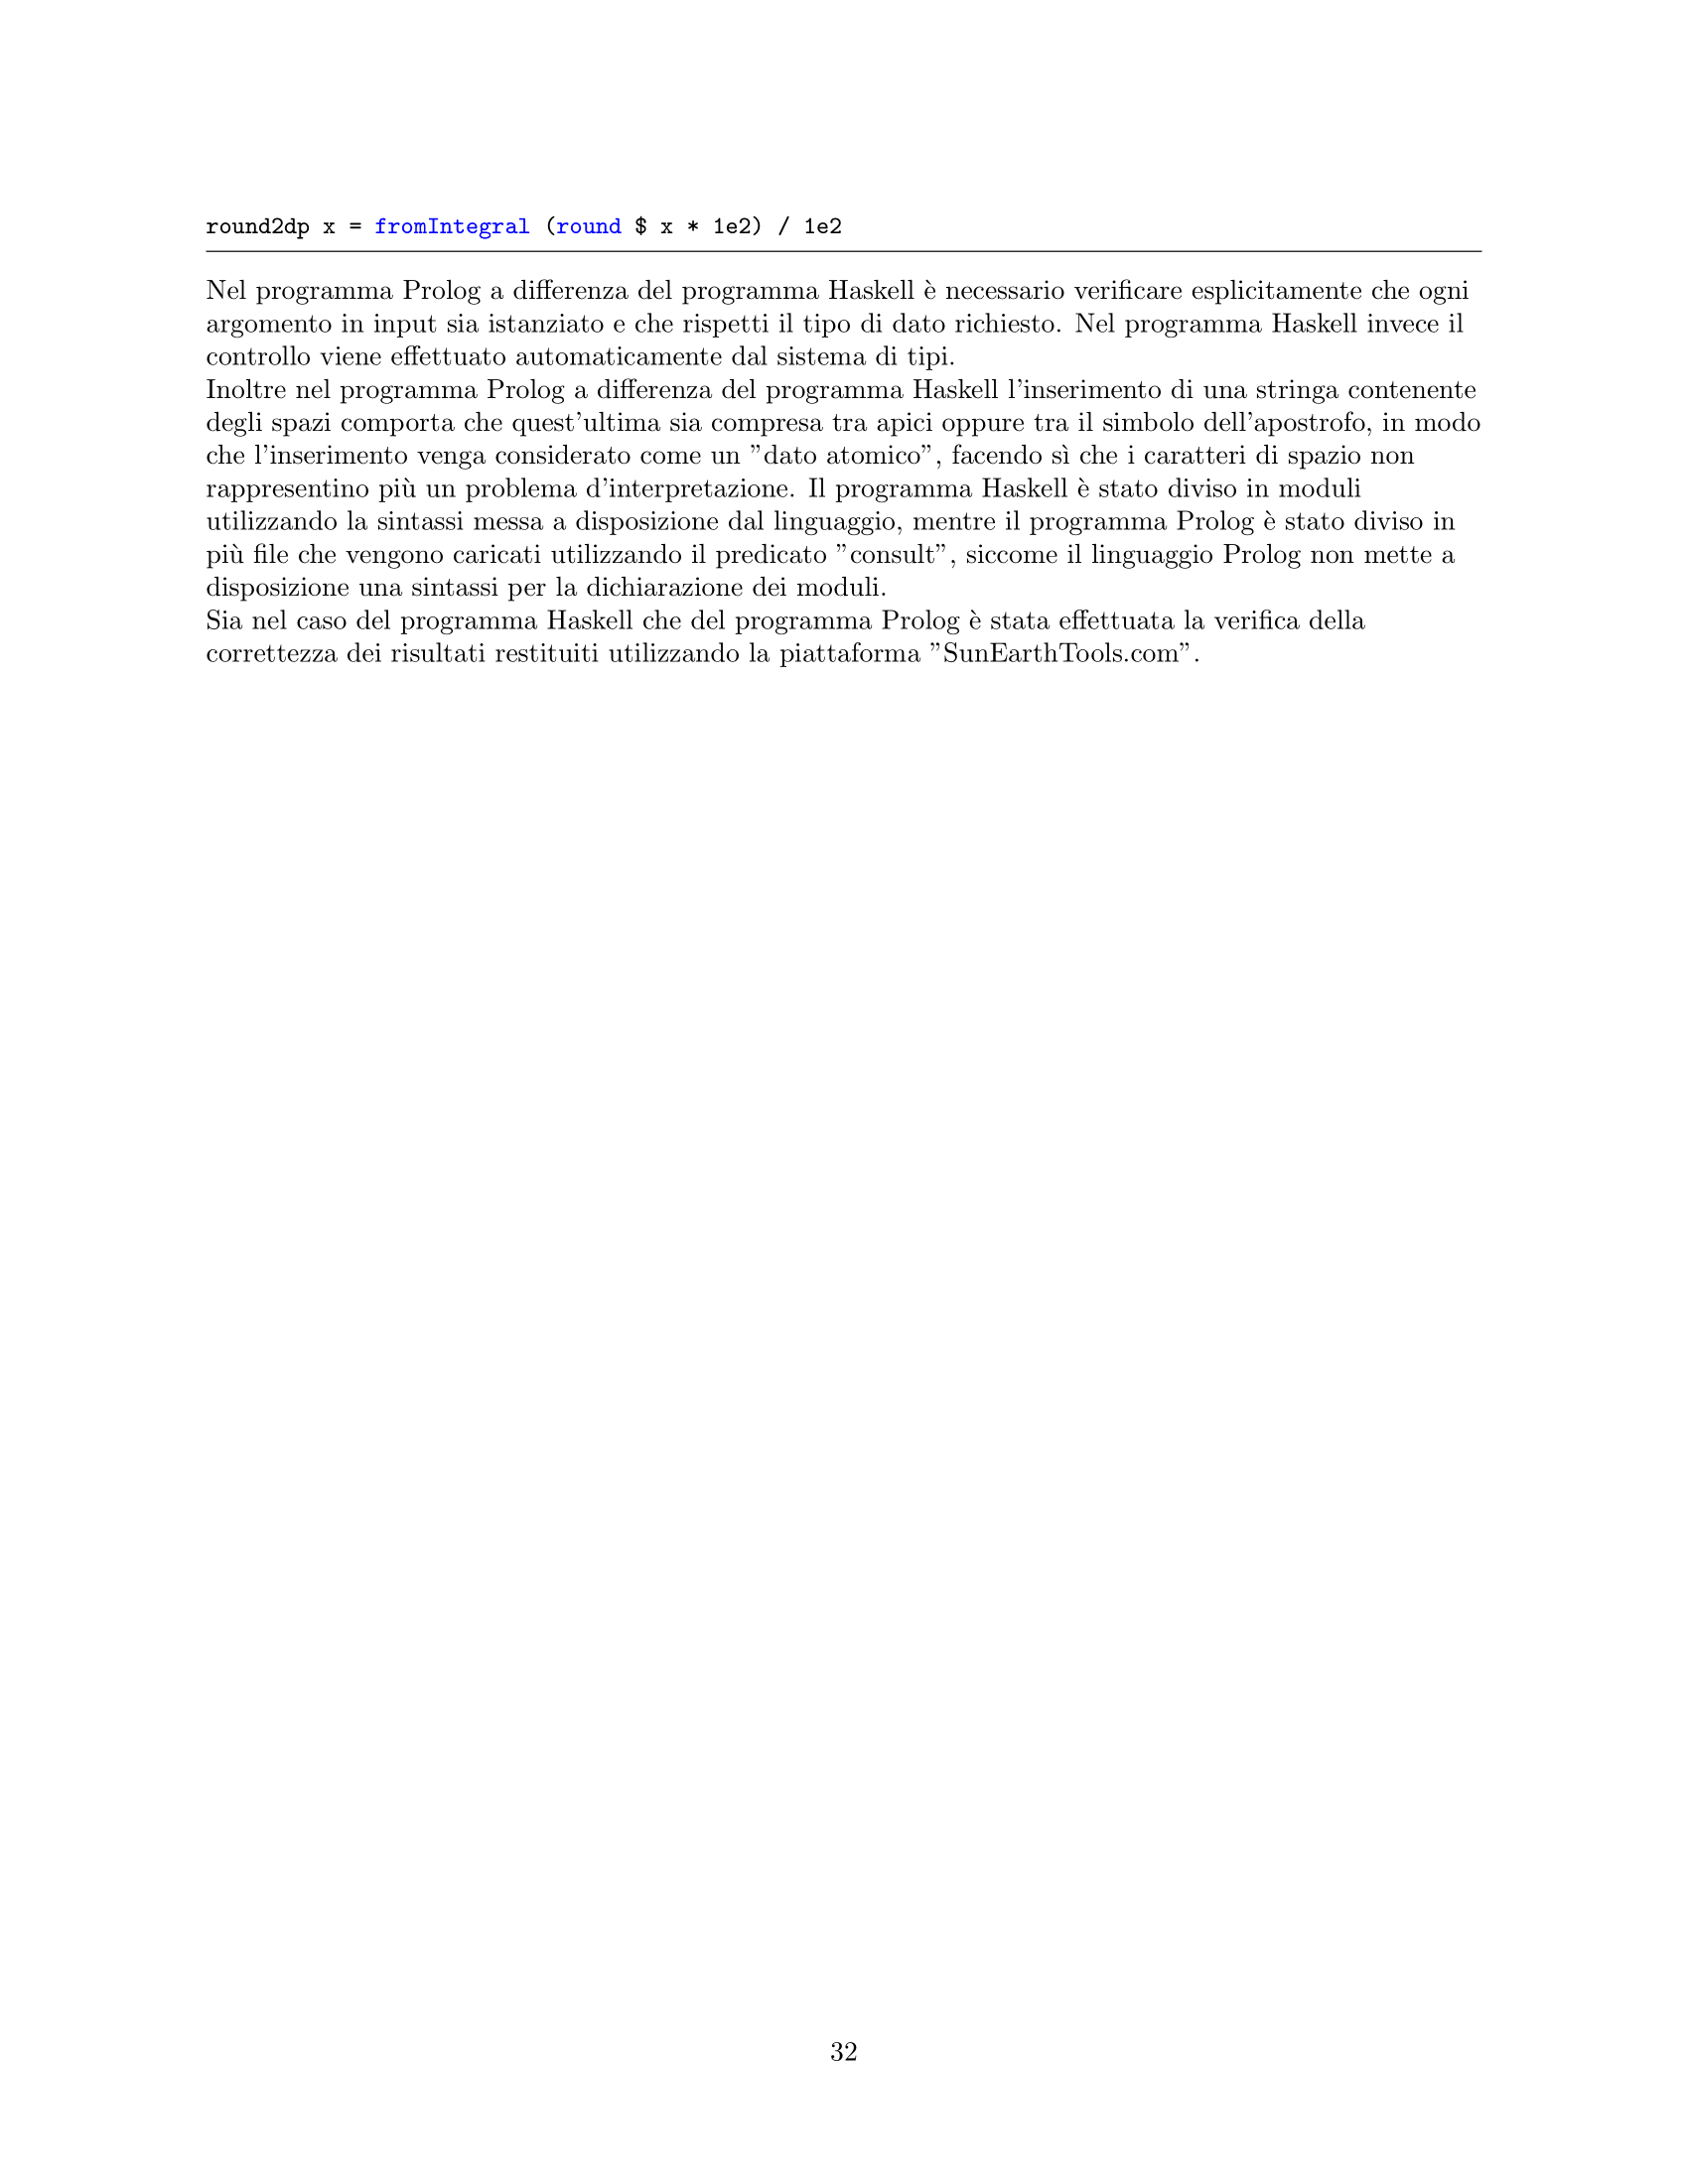 round2dp x = fromIntegral (round $ x * 1e2) / 1e2
Nel programma Prolog a differenza del programma Haskell è necessario verificare esplicitamente che ogni
argomento in input sia istanziato e che rispetti il tipo di dato richiesto. Nel programma Haskell invece il
controllo viene effettuato automaticamente dal sistema di tipi.
Inoltre nel programma Prolog a differenza del programma Haskell l'inserimento di una stringa contenente
degli spazi comporta che quest'ultima sia compresa tra apici oppure tra il simbolo dell'apostrofo, in modo
che l'inserimento venga considerato come un ”dato atomico”, facendo sì che i caratteri di spazio non
rappresentino più un problema d'interpretazione. Il programma Haskell è stato diviso in moduli
utilizzando la sintassi messa a disposizione dal linguaggio, mentre il programma Prolog è stato diviso in
più file che vengono caricati utilizzando il predicato ”consult”, siccome il linguaggio Prolog non mette a
disposizione una sintassi per la dichiarazione dei moduli.
Sia nel caso del programma Haskell che del programma Prolog è stata effettuata la verifica della
correttezza dei risultati restituiti utilizzando la piattaforma ”SunEarthTools.com”.
32